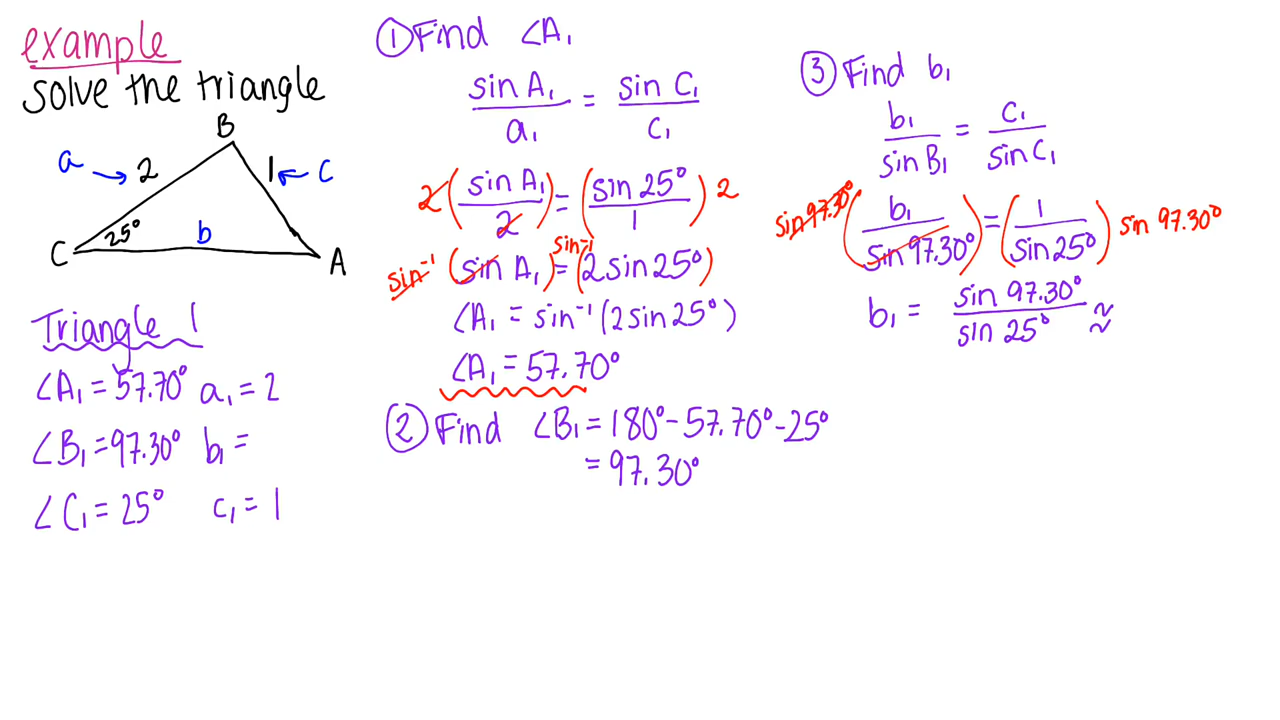 example
solve the triangle
B
a → 2
1 ← c
C
25°
b
A
Triangle 1
∠A₁ = 57.70° a₁ = 2
∠B₁ = 97.30° b₁ =
∠C₁ = 25° c₁ = 1
① Find ∠A₁
sin A₁ / a₁ = sin C₁ / c₁
2 (sin A₁ / 2) = (sin 25° / 1) 2
sin⁻¹ (sin A₁) = sin⁻¹ (2 sin 25°)
∠A₁ = sin⁻¹ (2 sin 25°)
∠A₁ = 57.70°
② Find ∠B₁ = 180° - 57.70° - 25°
= 97.30°
③ Find b₁
b₁ / sin B₁ = c₁ / sin C₁
sin 97.30° (b₁ / sin 97.30°) = (1 / sin 25°) sin 97.30°
b₁ = sin 97.30° / sin 25° ≈